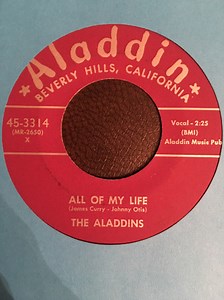 Aladdin
BEVERLY HILLS, CALIFORNIA
45-3314
(MR-2650)
X
Vocal - 2:25
(BMI)
Aladdin Music Pub
ALL OF MY LIFE
(James Curry - Johnny Otis)
THE ALADDINS